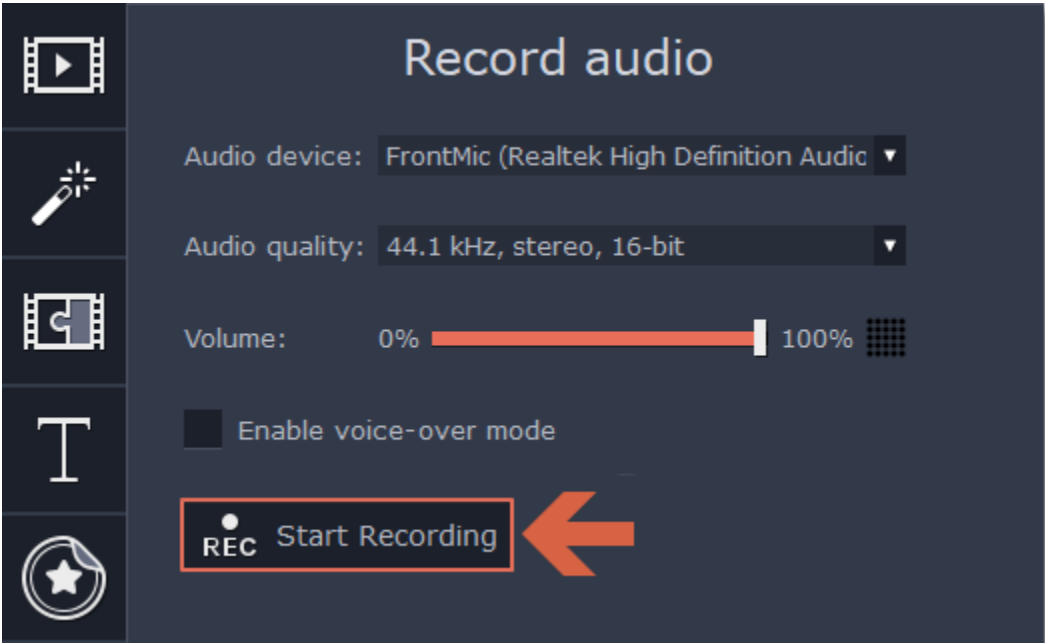 Record audio
Audio device: FrontMic (Realtek High Definition Audio
Audio quality: 44.1 kHz, stereo, 16-bit
Volume: 0% 100%
Enable voice-over mode
REC Start Recording
T